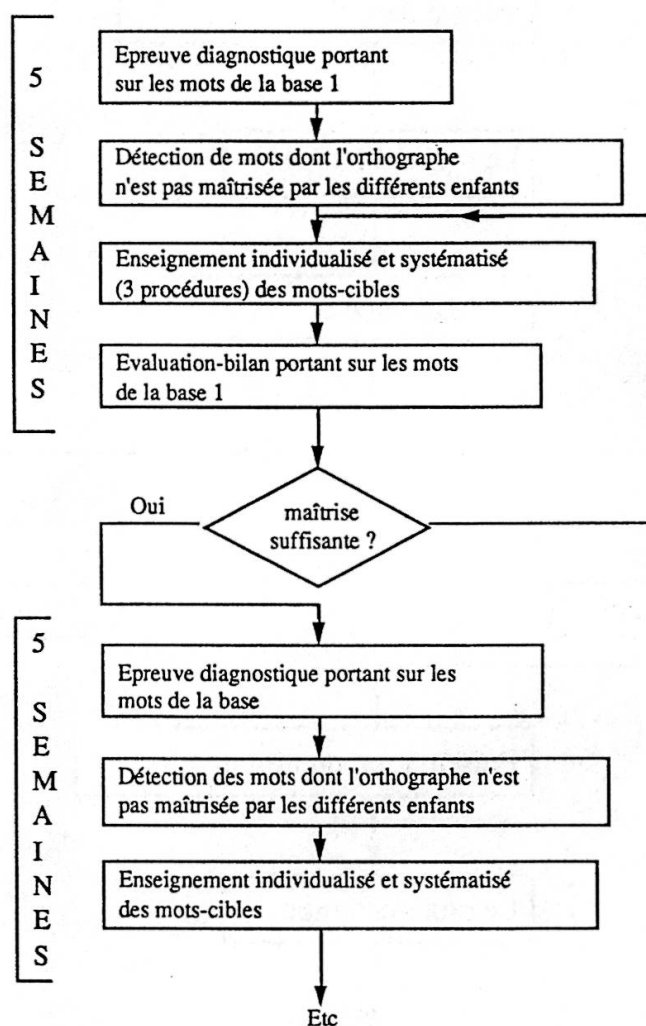 5 SEMAINES
Epreuve diagnostique portant
sur les mots de la base 1
Détection de mots dont l'orthographe
n'est pas maîtrisée par les différents enfants
Enseignement individualisé et systématisé
(3 procédures) des mots-cibles
Evaluation-bilan portant sur les mots
de la base 1
Oui
maîtrise
suffisante ?
5 SEMAINES
Epreuve diagnostique portant sur les
mots de la base
Détection des mots dont l'orthographe n'est
pas maîtrisée par les différents enfants
Enseignement individualisé et systématisé
des mots-cibles
Etc